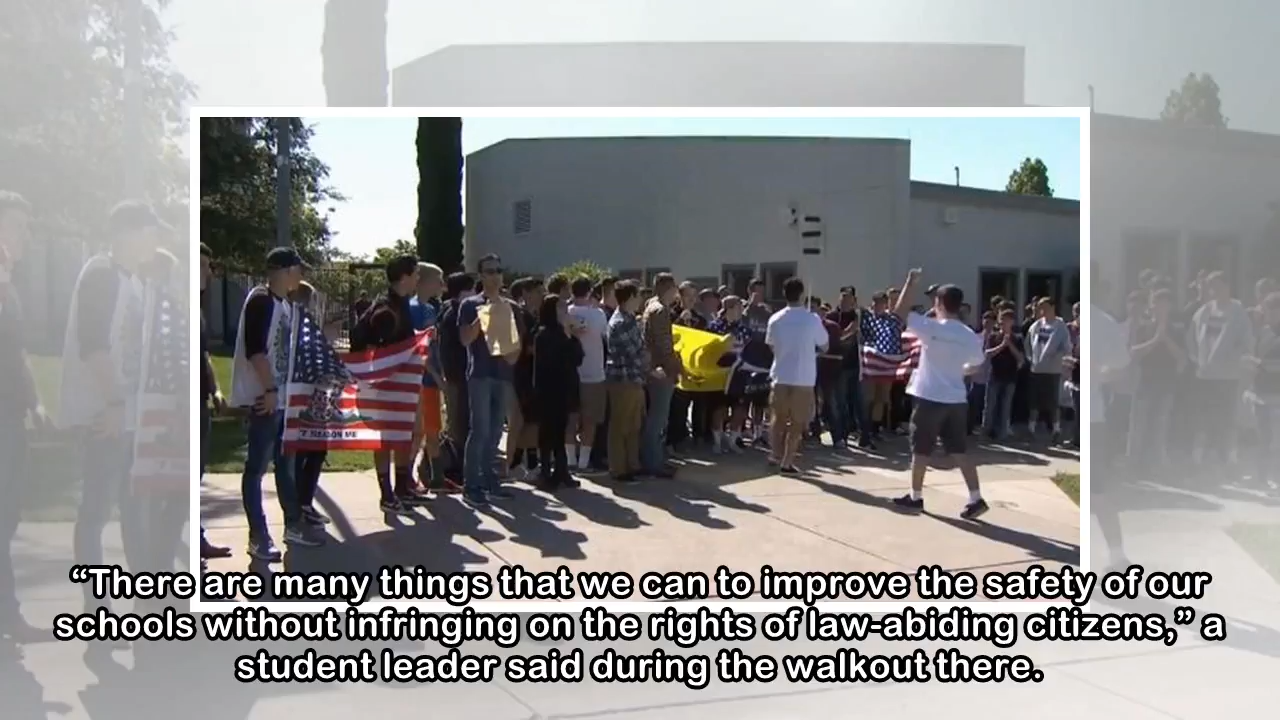 “There are many things that we can to improve the safety of our
schools without infringing on the rights of law-abiding citizens,” a
student leader said during the walkout there.